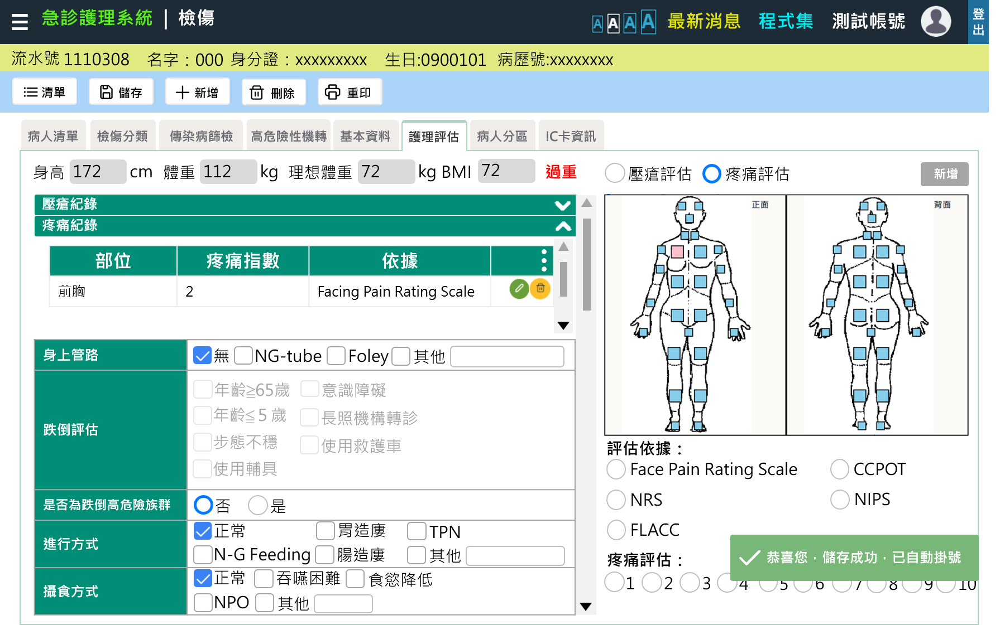 急診護理系統 | 檢傷
A A A A 最新消息 程式集 測試帳號 登出
流水號 1110308 名字：000 身分證：xxxxxxxxx 生日:0900101 病歷號:xxxxxxxx
清單 儲存 新增 刪除 重印
病人清單 檢傷分類 傳染病篩檢 高危險性機轉 基本資料 護理評估 病人分區 IC卡資訊
身高 172 cm 體重 112 kg 理想體重 72 kg BMI 72 過重
壓瘡紀錄
疼痛紀錄
部位 疼痛指數 依據
前胸 2 Facing Pain Rating Scale
身上管路 無 NG-tube Foley 其他
跌倒評估
年齡≧65歲 意識障礙
年齡≦5 歲 長照機構轉診
步態不穩 使用救護車
使用輔具
是否為跌倒高危險族群 否 是
進行方式
正常 胃造廔 TPN
N-G Feeding 腸造廔 其他
攝食方式
正常 吞嚥困難 食慾降低
NPO 其他
壓瘡評估 疼痛評估 新增
正面 背面
評估依據：
Face Pain Rating Scale CCPOT
NRS NIPS
FLACC
恭喜您，儲存成功，已自動掛號
疼痛評估：
1 2 3 4 5 6 7 8 9 10